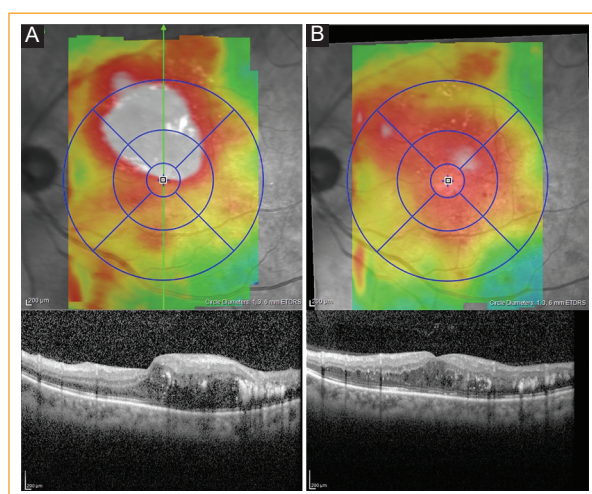 A
B
200 µm
Circle Diameters: 1, 3, 6 mm ETDRS
200 µm
Circle Diameters: 1, 3, 6 mm ETDRS
200 µm
200 µm